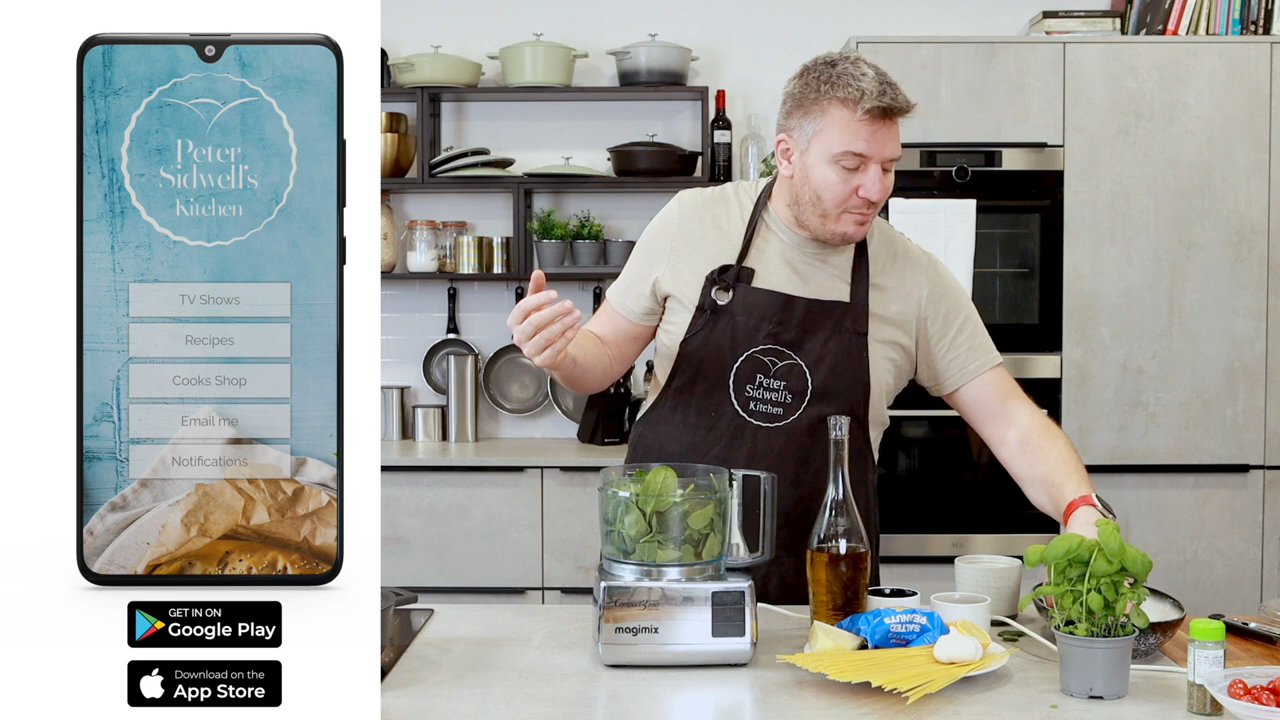 Peter
Sidwell's
Kitchen
TV Shows
Recipes
Cooks Shop
Email me
Notifications
GET IN ON
Google Play
Download on the
App Store
Peter
Sidwell's
Kitchen
magimix
SALTED
PEANUTS